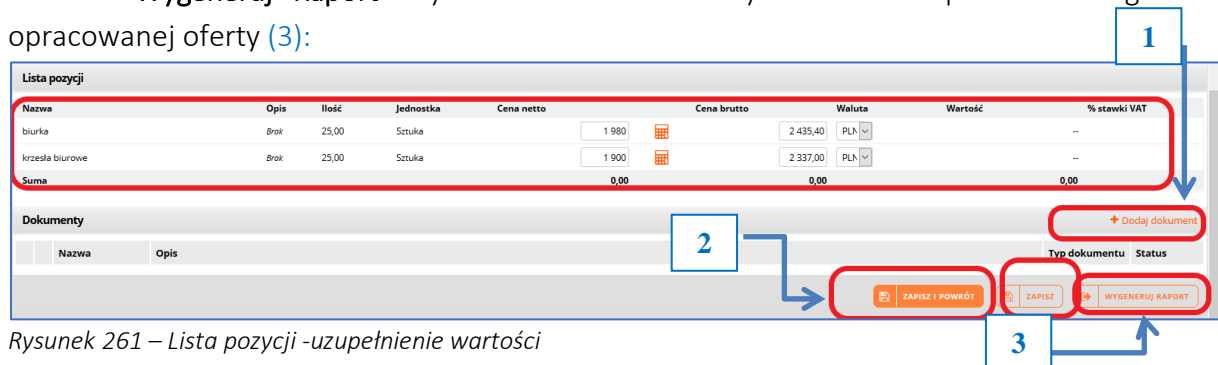 opracowanej oferty (3):
1
Lista pozycji
Nazwa Opis Ilość Jednostka Cena netto Cena brutto Waluta Wartość % stawki VAT
biurka Brak 25,00 Sztuka 1 980 2 435,40 PLN --
krzesła biurowe Brak 25,00 Sztuka 1 900 2 337,00 PLN --
Suma 0,00 0,00 0,00
Dokumenty + Dodaj dokument
2
Nazwa Opis Typ dokumentu Status
ZAPISZ I POWRÓT ZAPISZ WYGENERUJ RAPORT
Rysunek 261 – Lista pozycji -uzupełnienie wartości
3